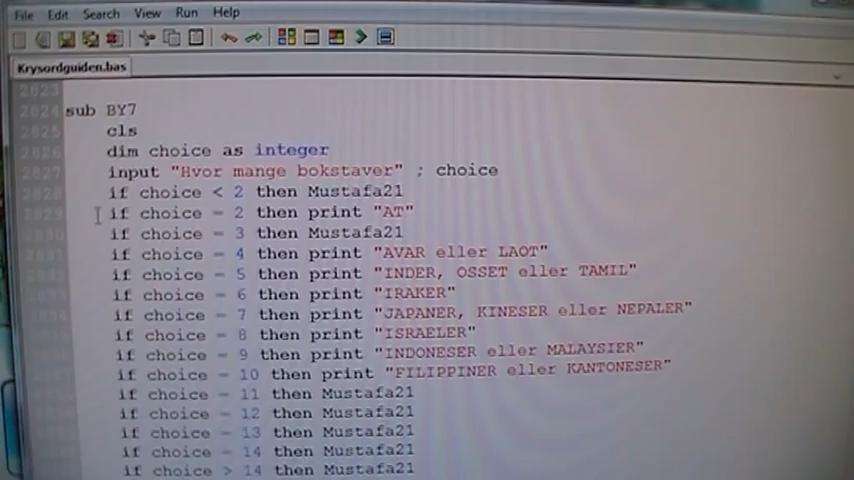 File Edit Search View Run Help
Krysordguiden.bas
2823
2824 sub BY7
2825 cls
2826 dim choice as integer
2827 input "Hvor mange bokstaver" ; choice
2828 if choice < 2 then Mustafa21
2829 if choice = 2 then print "AT"
2830 if choice = 3 then Mustafa21
if choice = 4 then print "AVAR eller LAOT"
if choice = 5 then print "INDER, OSSET eller TAMIL"
if choice = 6 then print "IRAKER"
if choice = 7 then print "JAPANER, KINESER eller NEPALER"
if choice = 8 then print "ISRAELER"
if choice = 9 then print "INDONESER eller MALAYSIER"
if choice = 10 then print "FILIPPINER eller KANTONESER"
if choice = 11 then Mustafa21
if choice = 12 then Mustafa21
if choice = 13 then Mustafa21
if choice = 14 then Mustafa21
if choice > 14 then Mustafa21